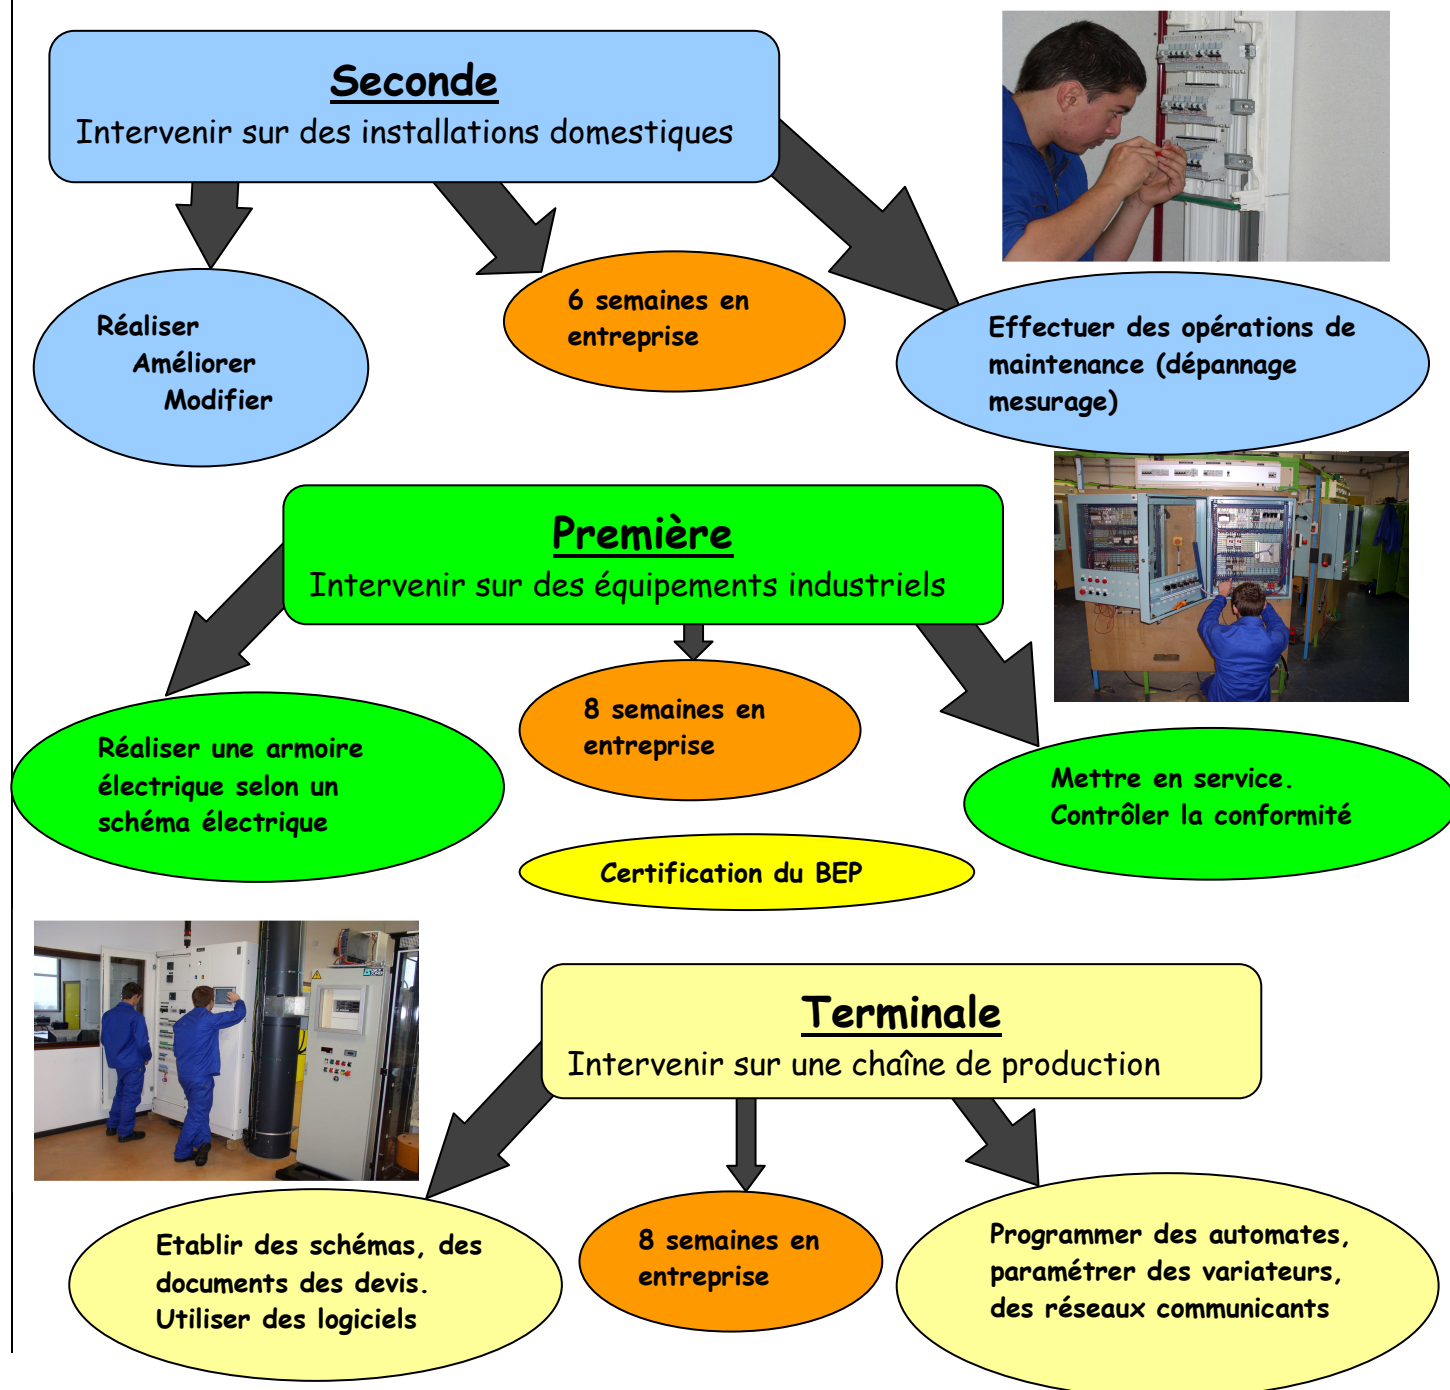 Seconde
Intervenir sur des installations domestiques
Réaliser
Améliorer
Modifier
6 semaines en
entreprise
Effectuer des opérations de
maintenance (dépannage
mesurage)
Première
Intervenir sur des équipements industriels
Réaliser une armoire
électrique selon un
schéma électrique
8 semaines en
entreprise
Mettre en service.
Contrôler la conformité
Certification du BEP
Terminale
Intervenir sur une chaîne de production
Etablir des schémas, des
documents des devis.
Utiliser des logiciels
8 semaines en
entreprise
Programmer des automates,
paramétrer des variateurs,
des réseaux communicants